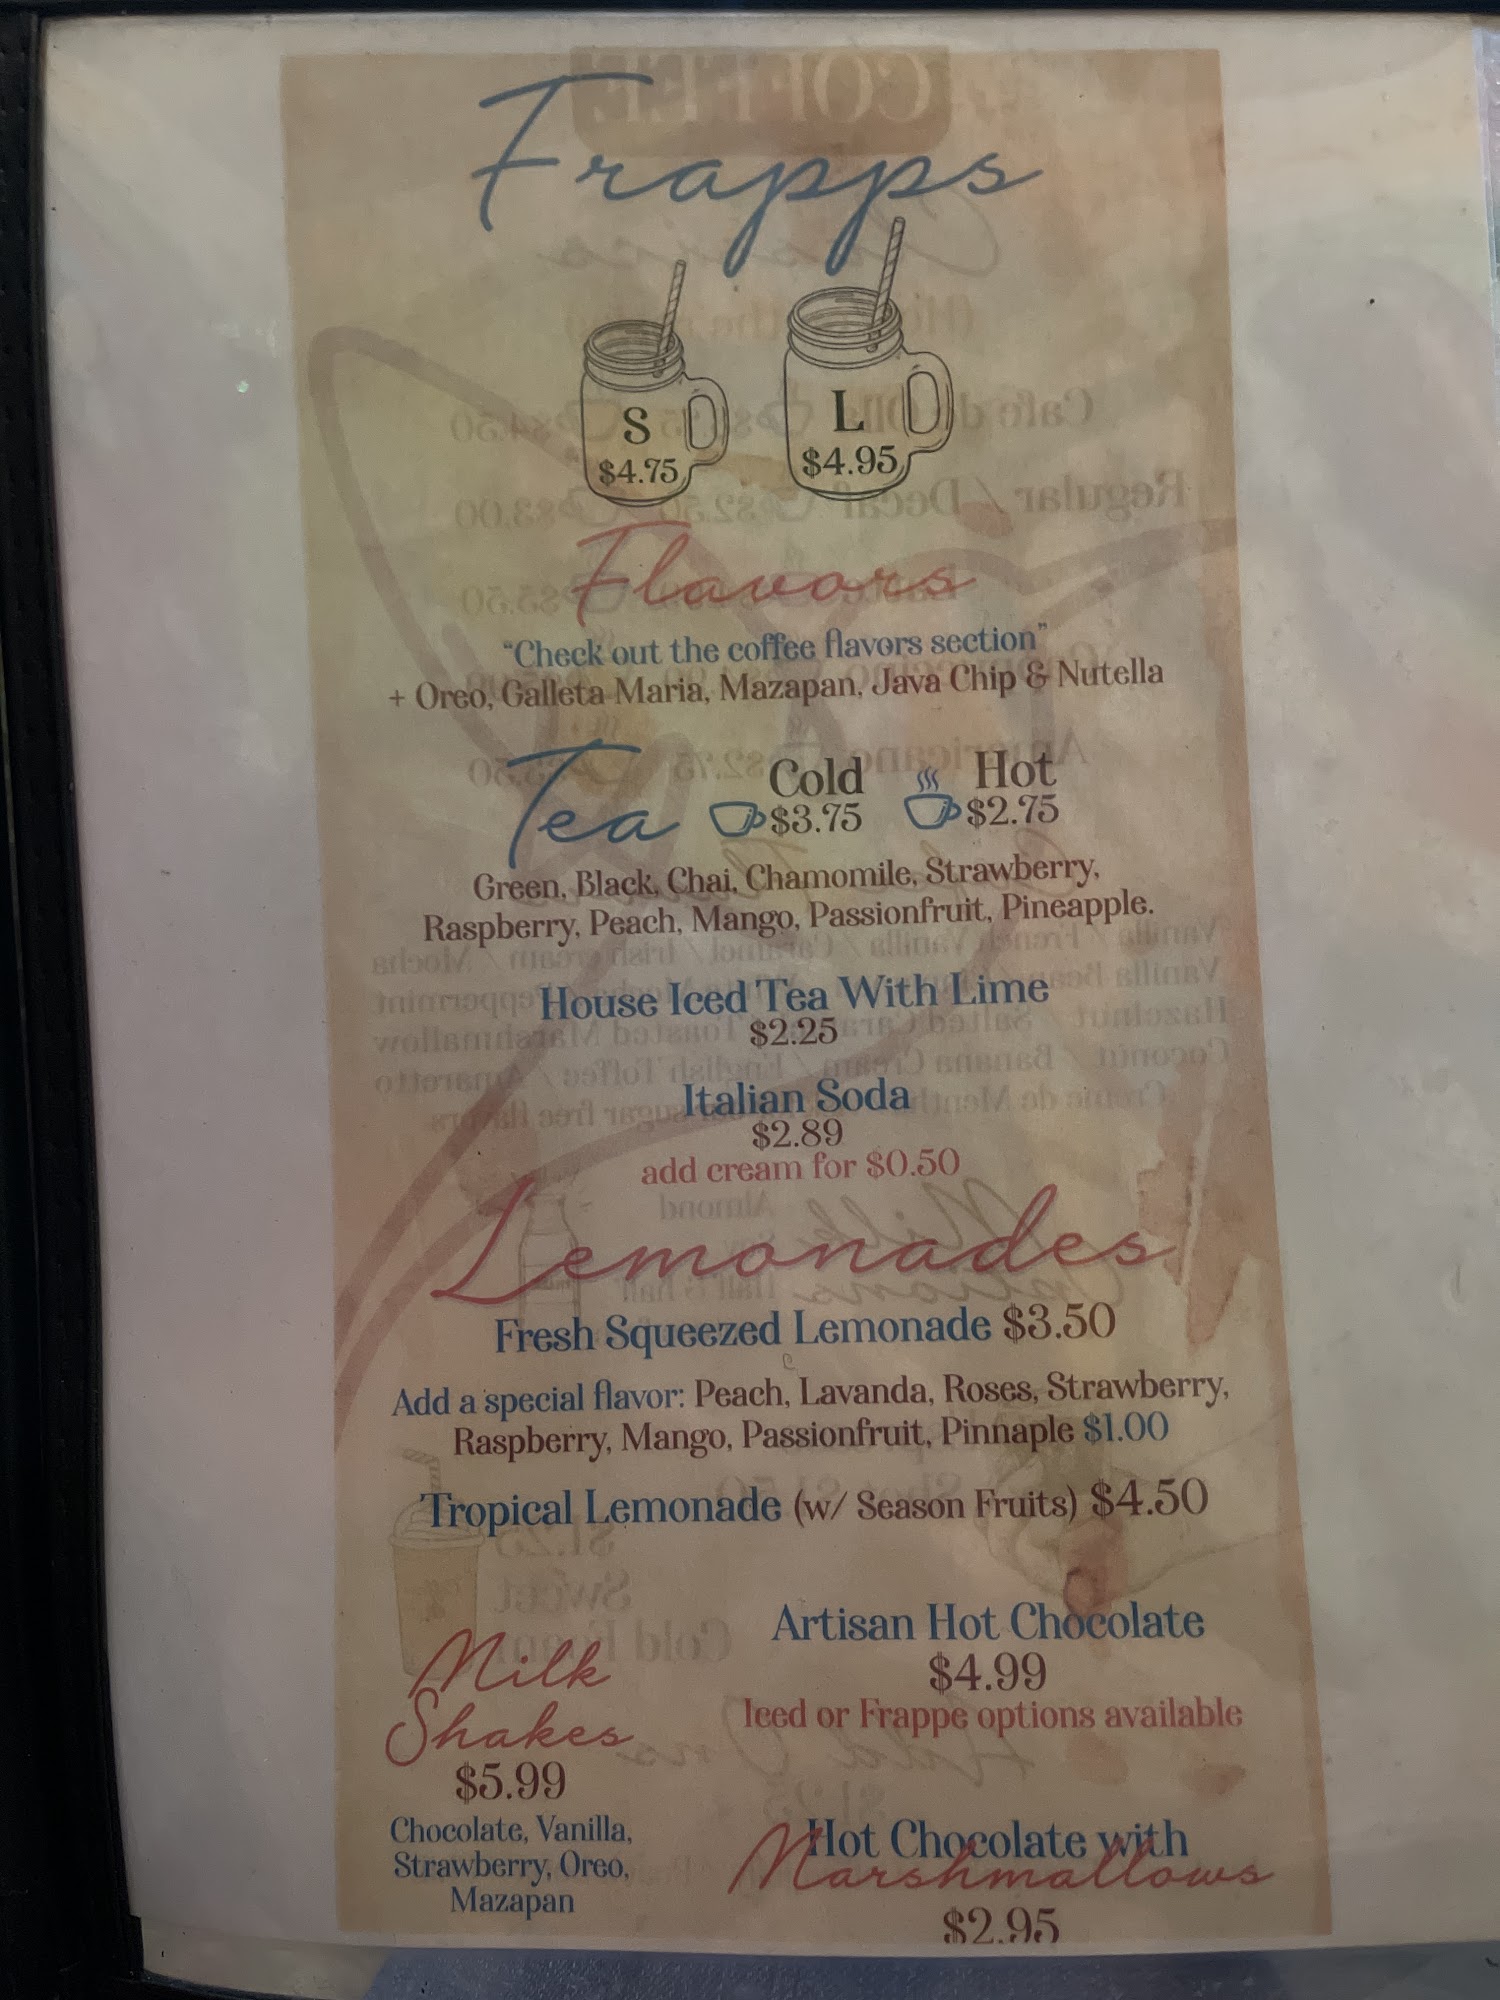 Frapps
S
$4.75
L
$4.95
Flavors
"Check out the coffee flavors section"
+ Oreo, Galleta Maria, Mazapan, Java Chip & Nutella
Tea
Cold
$3.75
Hot
$2.75
Green, Black, Chai, Chamomile, Strawberry,
Raspberry, Peach, Mango, Passionfruit, Pineapple.
House Iced Tea With Lime
$2.25
Italian Soda
$2.89
add cream for $0.50
Lemonades
Fresh Squeezed Lemonade $3.50
Add a special flavor: Peach, Lavanda, Roses, Strawberry,
Raspberry, Mango, Passionfruit, Pinnaple $1.00
Tropical Lemonade (w/ Season Fruits) $4.50
Milk
Shakes
$5.99
Chocolate, Vanilla,
Strawberry, Oreo,
Mazapan
Artisan Hot Chocolate
$4.99
Iced or Frappe options available
Hot Chocolate with
Marshmallows
$2.95